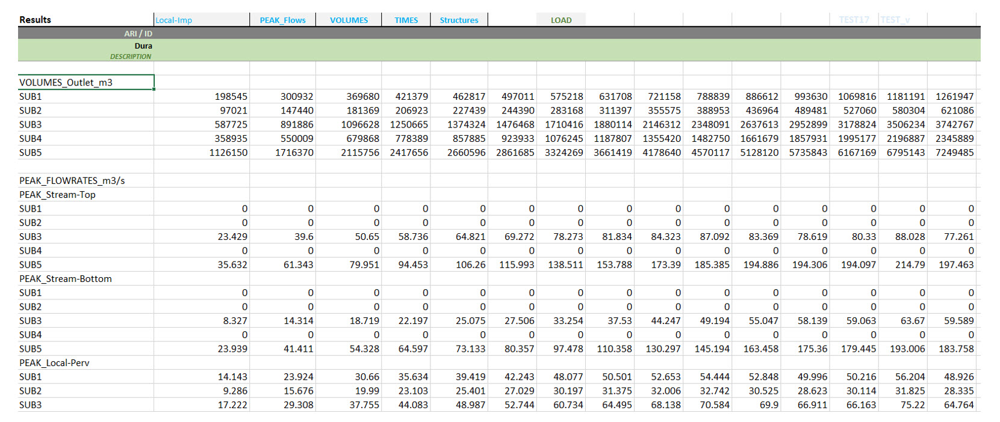 Results Local-Imp PEAK_Flows VOLUMES TIMES Structures LOAD TEST17 TEST_v
ARI / ID
Dura
DESCRIPTION
VOLUMES_Outlet_m3
SUB1 198545 300932 369680 421379 462817 497011 575218 631708 721158 788839 886612 993630 1069816 1181191 1261947
SUB2 97021 147440 181369 206923 227439 244390 283168 311397 355575 388953 436964 489481 527060 580304 621086
SUB3 587725 891886 1096628 1250665 1374324 1476468 1710416 1880114 2146312 2348091 2637613 2952899 3178824 3506234 3742767
SUB4 358935 550009 679868 778389 857885 923933 1076245 1187807 1355420 1482750 1661679 1857931 1995177 2196887 2345889
SUB5 1126150 1716370 2115756 2417656 2660596 2861685 3324269 3661419 4178640 4570117 5128120 5735843 6167169 6795143 7249485
PEAK_FLOWRATES_m3/s
PEAK_Stream-Top
SUB1 0 0 0 0 0 0 0 0 0 0 0 0 0 0 0
SUB2 0 0 0 0 0 0 0 0 0 0 0 0 0 0 0
SUB3 23.429 39.6 50.65 58.736 64.821 69.272 78.273 81.834 84.323 87.092 83.369 78.619 80.33 88.028 77.261
SUB4 0 0 0 0 0 0 0 0 0 0 0 0 0 0 0
SUB5 35.632 61.343 79.951 94.453 106.26 115.993 138.511 153.788 173.39 185.385 194.886 194.306 194.097 214.79 197.463
PEAK_Stream-Bottom
SUB1 0 0 0 0 0 0 0 0 0 0 0 0 0 0 0
SUB2 0 0 0 0 0 0 0 0 0 0 0 0 0 0 0
SUB3 8.327 14.314 18.719 22.197 25.075 27.506 33.254 37.53 44.247 49.194 55.047 58.139 59.063 63.67 59.589
SUB4 0 0 0 0 0 0 0 0 0 0 0 0 0 0 0
SUB5 23.939 41.411 54.328 64.597 73.133 80.357 97.478 110.358 130.297 145.194 163.458 175.36 179.445 193.006 183.758
PEAK_Local-Perv
SUB1 14.143 23.924 30.66 35.634 39.419 42.243 48.077 50.501 52.653 54.444 52.848 49.996 50.216 56.204 48.926
SUB2 9.286 15.676 19.99 23.103 25.401 27.029 30.197 31.375 32.006 32.742 30.525 28.623 30.114 31.825 28.335
SUB3 17.222 29.308 37.755 44.083 48.987 52.744 60.734 64.495 68.138 70.584 69.9 66.911 66.163 75.22 64.764